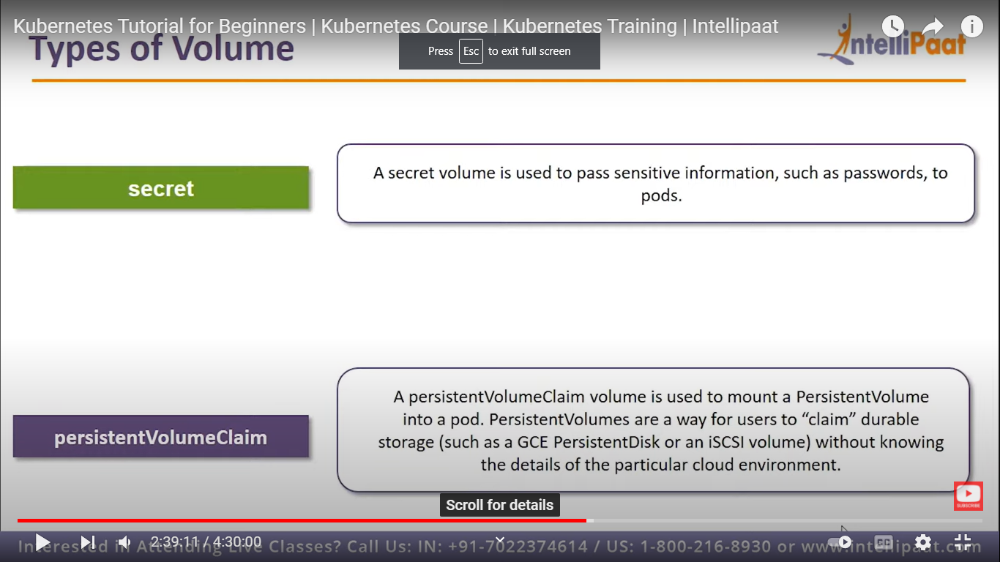 Kubernetes Tutorial for Beginners | Kubernetes Course | Kubernetes Training | Intellipaat
Types of Volume
Press Esc to exit full screen
IntelliPaat
secret
A secret volume is used to pass sensitive information, such as passwords, to
pods.
persistentVolumeClaim
A persistentVolumeClaim volume is used to mount a PersistentVolume
into a pod. PersistentVolumes are a way for users to “claim” durable
storage (such as a GCE PersistentDisk or an iSCSI volume) without knowing
the details of the particular cloud environment.
SUBSCRIBE
Scroll for details
2:39:11 / 4:30:00
Interested in Attending Live Classes? Call Us: IN: +91-7022374614 / US: 1-800-216-8930 or www.intellipaat.com
CC